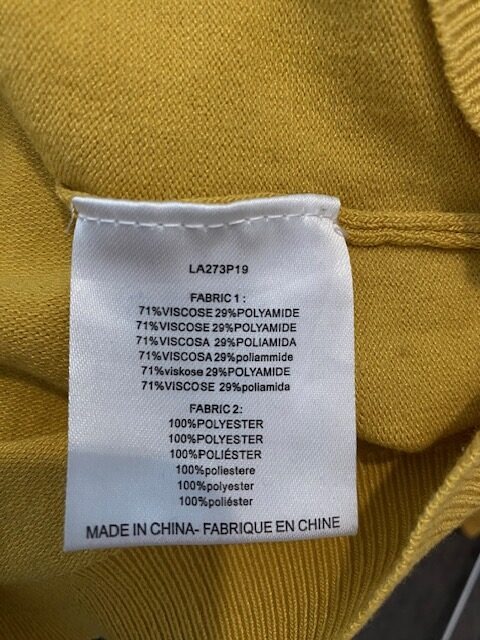 LA273P19
FABRIC 1 :
71%VISCOSE 29%POLYAMIDE
71%VISCOSE 29%POLYAMIDE
71%VISCOSA 29%POLIAMIDA
71%VISCOSA 29%poliammide
71%viskose 29%POLYAMIDE
71%VISCOSE 29%poliamida
FABRIC 2:
100%POLYESTER
100%POLYESTER
100%POLIÉSTER
100%poliestere
100%polyester
100%poliéster
MADE IN CHINA- FABRIQUE EN CHINE